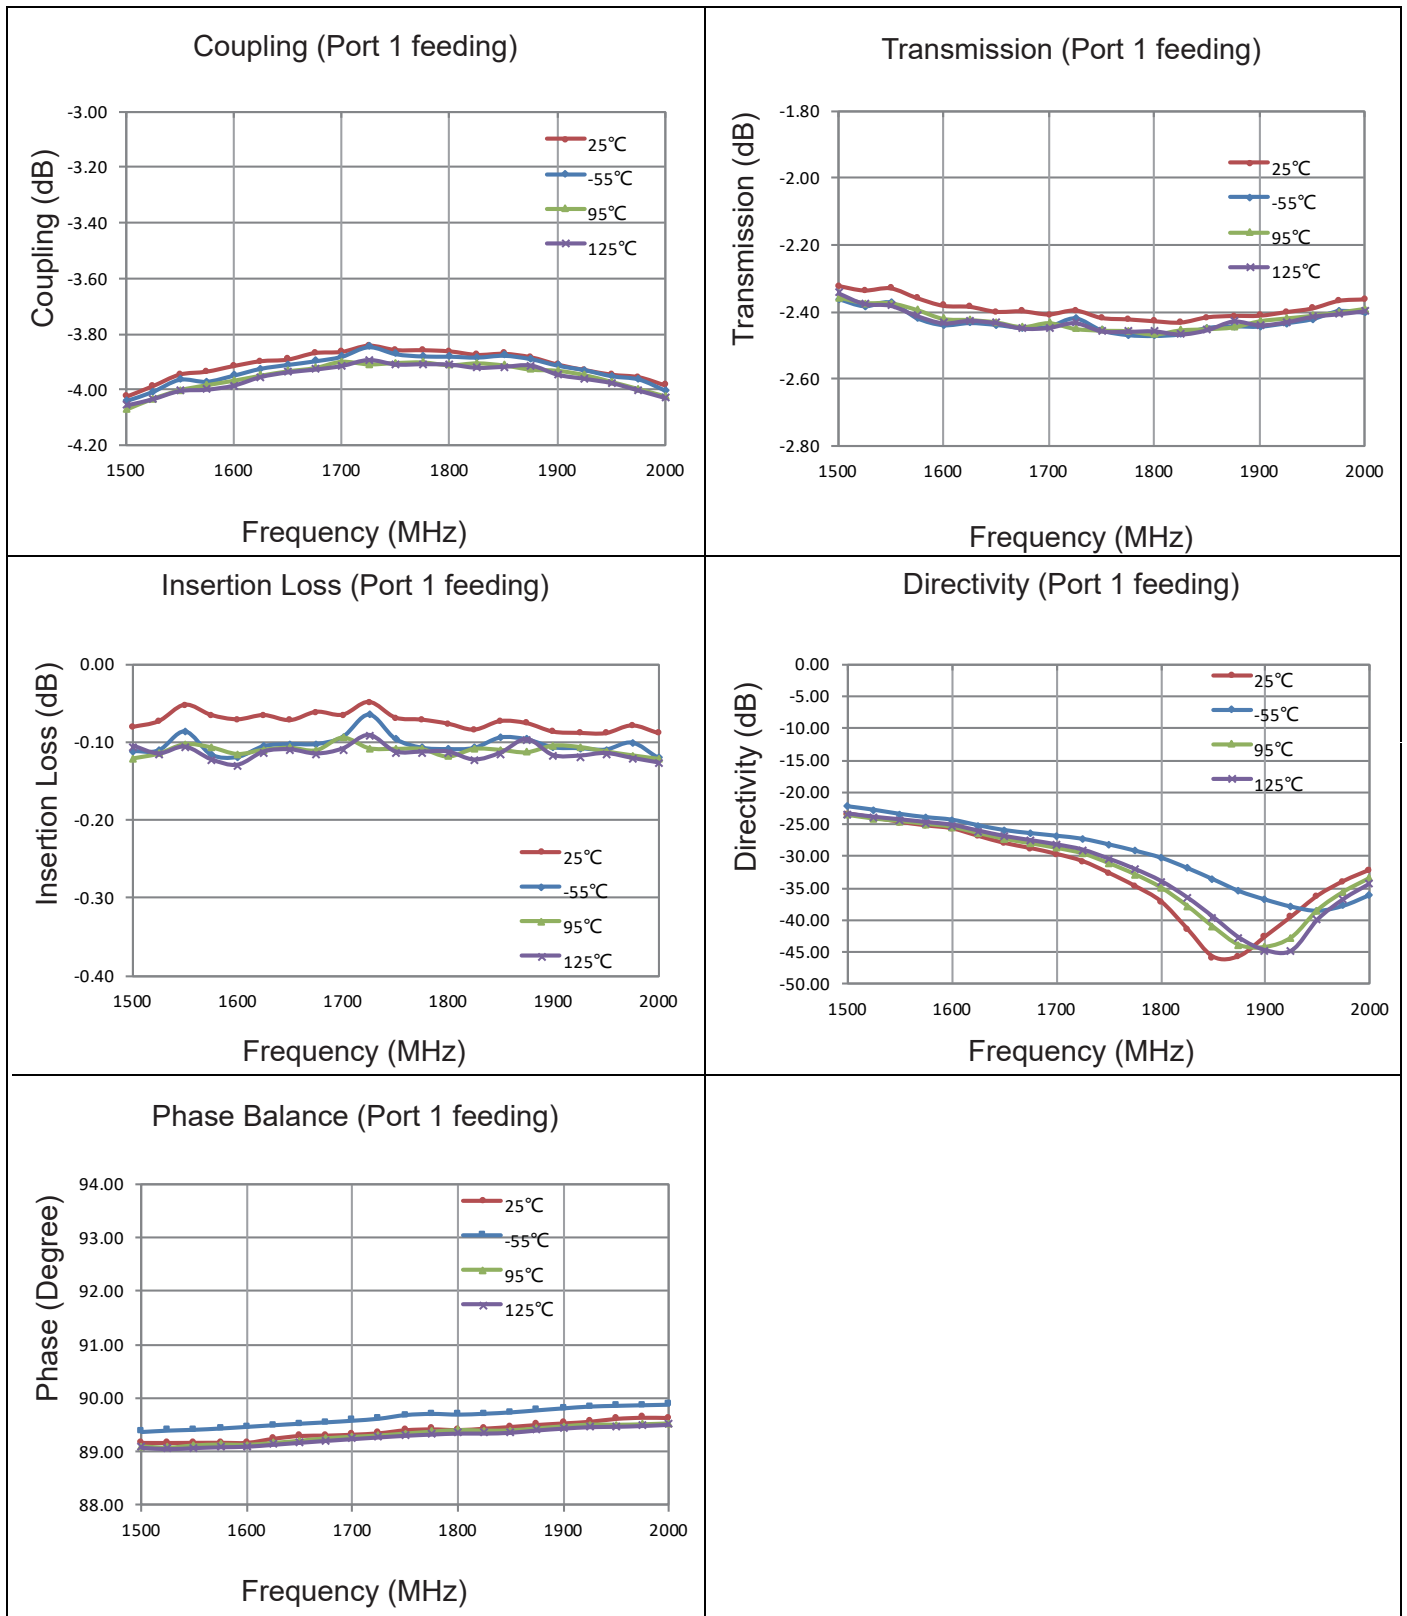 Coupling (Port 1 feeding)
Coupling (dB)
-3.00
-3.20
-3.40
-3.60
-3.80
-4.00
-4.20
25℃
-55℃
95℃
125℃
1500 1600 1700 1800 1900 2000
Frequency (MHz)
Transmission (Port 1 feeding)
Transmission (dB)
-1.80
-2.00
-2.20
-2.40
-2.60
-2.80
25℃
-55℃
95℃
125℃
1500 1600 1700 1800 1900 2000
Frequency (MHz)
Insertion Loss (Port 1 feeding)
Insertion Loss (dB)
0.00
-0.10
-0.20
-0.30
-0.40
25℃
-55℃
95℃
125℃
1500 1600 1700 1800 1900 2000
Frequency (MHz)
Directivity (Port 1 feeding)
Directivity (dB)
0.00
-5.00
-10.00
-15.00
-20.00
-25.00
-30.00
-35.00
-40.00
-45.00
-50.00
25℃
-55℃
95℃
125℃
1500 1600 1700 1800 1900 2000
Frequency (MHz)
Phase Balance (Port 1 feeding)
Phase (Degree)
94.00
93.00
92.00
91.00
90.00
89.00
88.00
25℃
-55℃
95℃
125℃
1500 1600 1700 1800 1900 2000
Frequency (MHz)